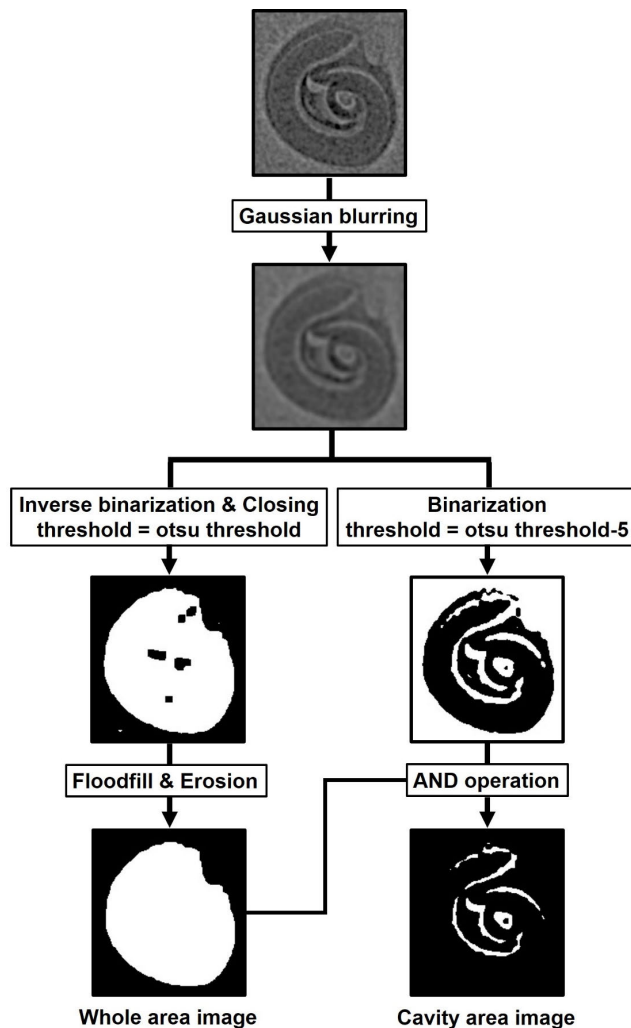 Gaussian blurring
Inverse binarization & Closing
threshold = otsu threshold
Binarization
threshold = otsu threshold-5
Floodfill & Erosion
AND operation
Whole area image
Cavity area image